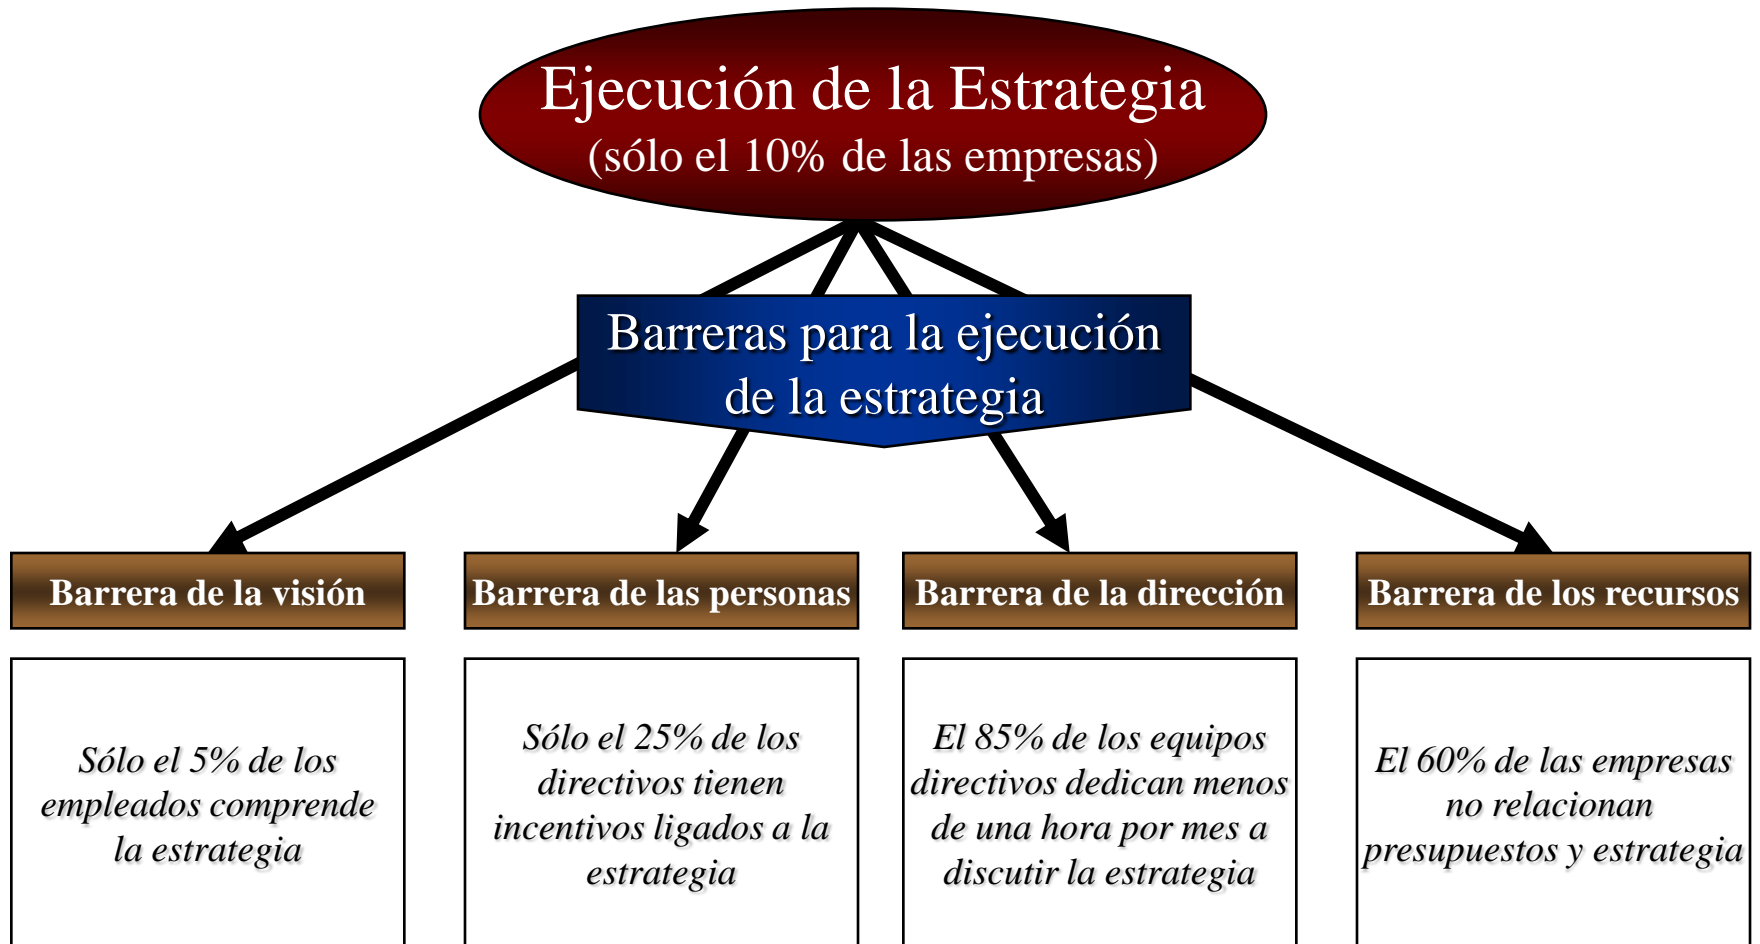 Ejecución de la Estrategia
(sólo el 10% de las empresas)
Barreras para la ejecución
de la estrategia
Barrera de la visión
Barrera de las personas
Barrera de la dirección
Barrera de los recursos
Sólo el 5% de los
empleados comprende
la estrategia
Sólo el 25% de los
directivos tienen
incentivos ligados a la
estrategia
El 85% de los equipos
directivos dedican menos
de una hora por mes a
discutir la estrategia
El 60% de las empresas
no relacionan
presupuestos y estrategia